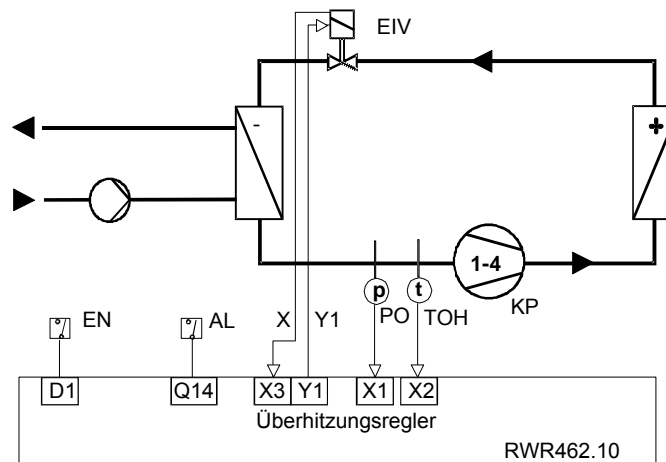 EIV
- +
1-4
KP
p t
PO TOH
EN AL X Y1
D1 Q14 X3 Y1 X1 X2
Überhitzungsregler
RWR462.10